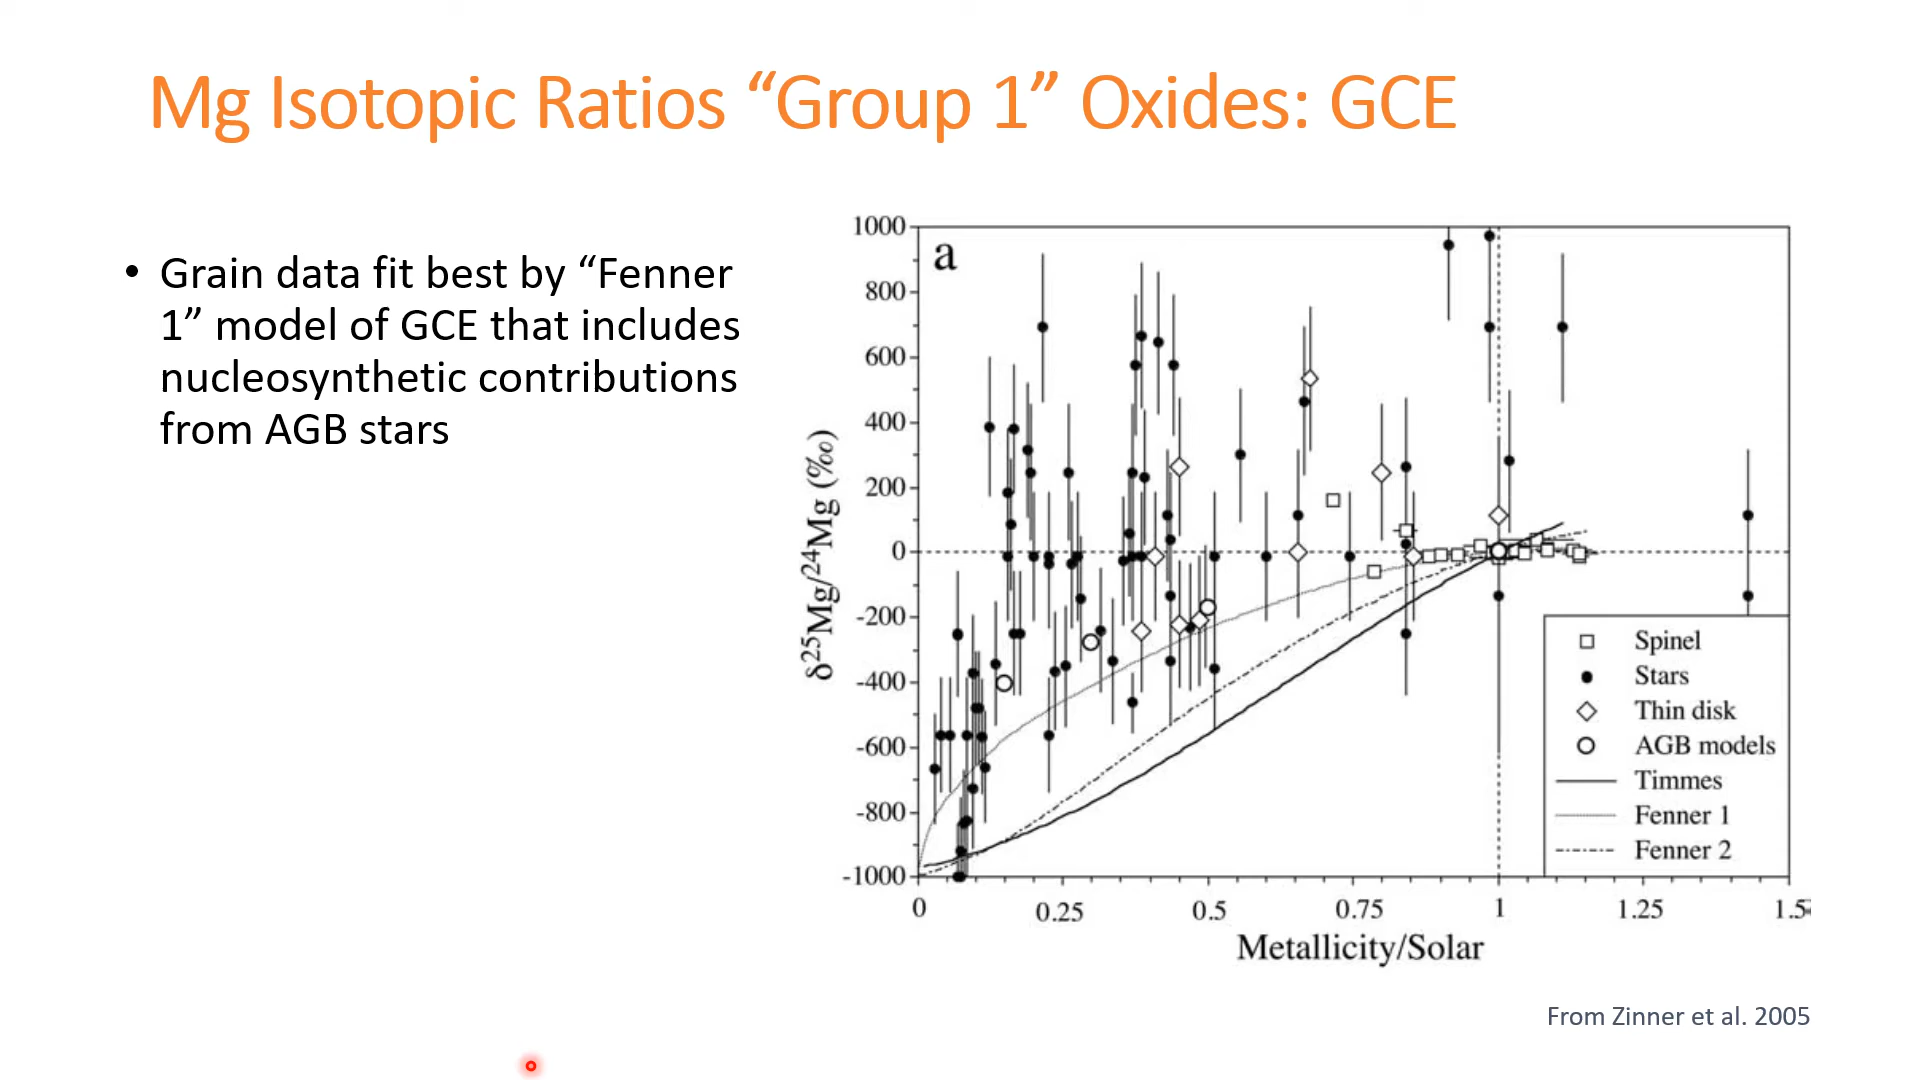 Mg Isotopic Ratios “Group 1” Oxides: GCE
• Grain data fit best by “Fenner
1” model of GCE that includes
nucleosynthetic contributions
from AGB stars
a
1000
800
600
400
200
0
-200
-400
-600
-800
-1000
δ²⁵Mg/²⁴Mg (‰)
Spinel
Stars
Thin disk
AGB models
Timmes
Fenner 1
Fenner 2
0 0.25 0.5 0.75 1 1.25 1.5
Metallicity/Solar
From Zinner et al. 2005